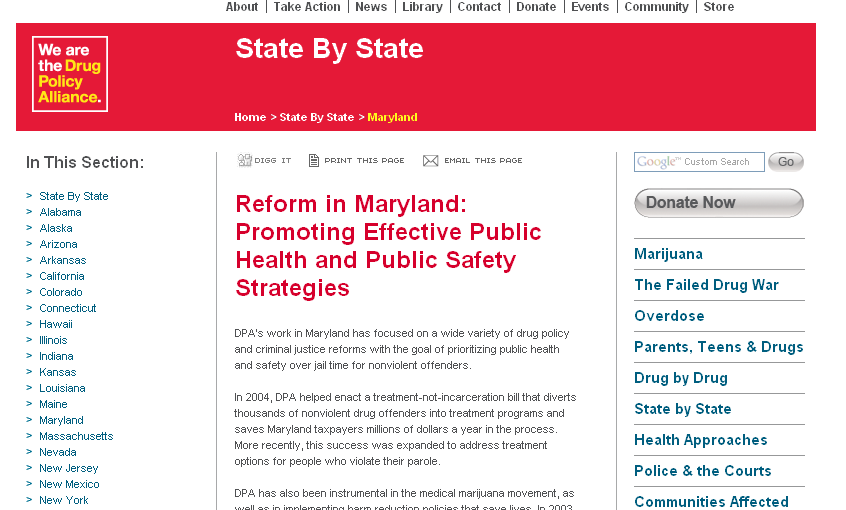 About | Take Action | News | Library | Contact | Donate | Events | Community | Store
We are
the Drug
Policy
Alliance.
State By State
Home > State By State > Maryland
In This Section:
> State By State
> Alabama
> Alaska
> Arizona
> Arkansas
> California
> Colorado
> Connecticut
> Hawaii
> Illinois
> Indiana
> Kansas
> Louisiana
> Maine
> Maryland
> Massachusetts
> Nevada
> New Jersey
> New Mexico
> New York
DIGG IT PRINT THIS PAGE EMAIL THIS PAGE
Reform in Maryland:
Promoting Effective Public
Health and Public Safety
Strategies
DPA's work in Maryland has focused on a wide variety of drug policy
and criminal justice reforms with the goal of prioritizing public health
and safety over jail time for nonviolent offenders.
In 2004, DPA helped enact a treatment-not-incarceration bill that diverts
thousands of nonviolent drug offenders into treatment programs and
saves Maryland taxpayers millions of dollars a year in the process.
More recently, this success was expanded to address treatment
options for people who violate their parole.
DPA has also been instrumental in the medical marijuana movement, as
well as in implementing harm reduction policies that save lives. In 2003,
Google™ Custom Search Go
Donate Now
Marijuana
The Failed Drug War
Overdose
Parents, Teens & Drugs
Drug by Drug
State by State
Health Approaches
Police & the Courts
Communities Affected